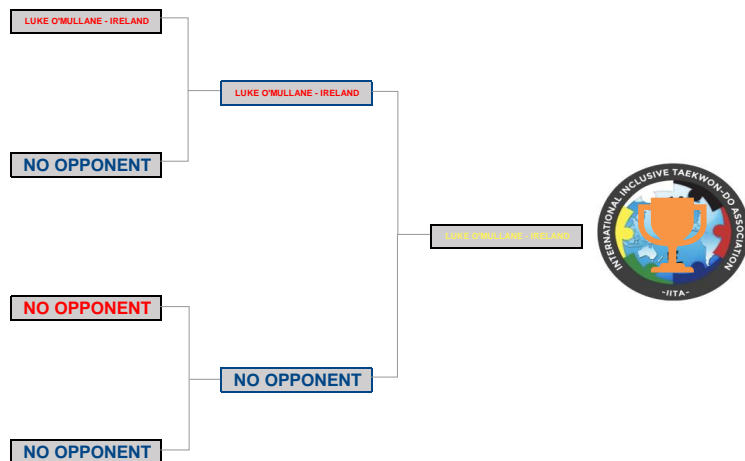 LUKE O'MULLANE - IRELAND
LUKE O'MULLANE - IRELAND
NO OPPONENT
LUKE O'MULLANE - IRELAND
INTERNATIONAL INCLUSIVE TAEKWON-DO ASSOCIATION
~IITA~
NO OPPONENT
NO OPPONENT
NO OPPONENT